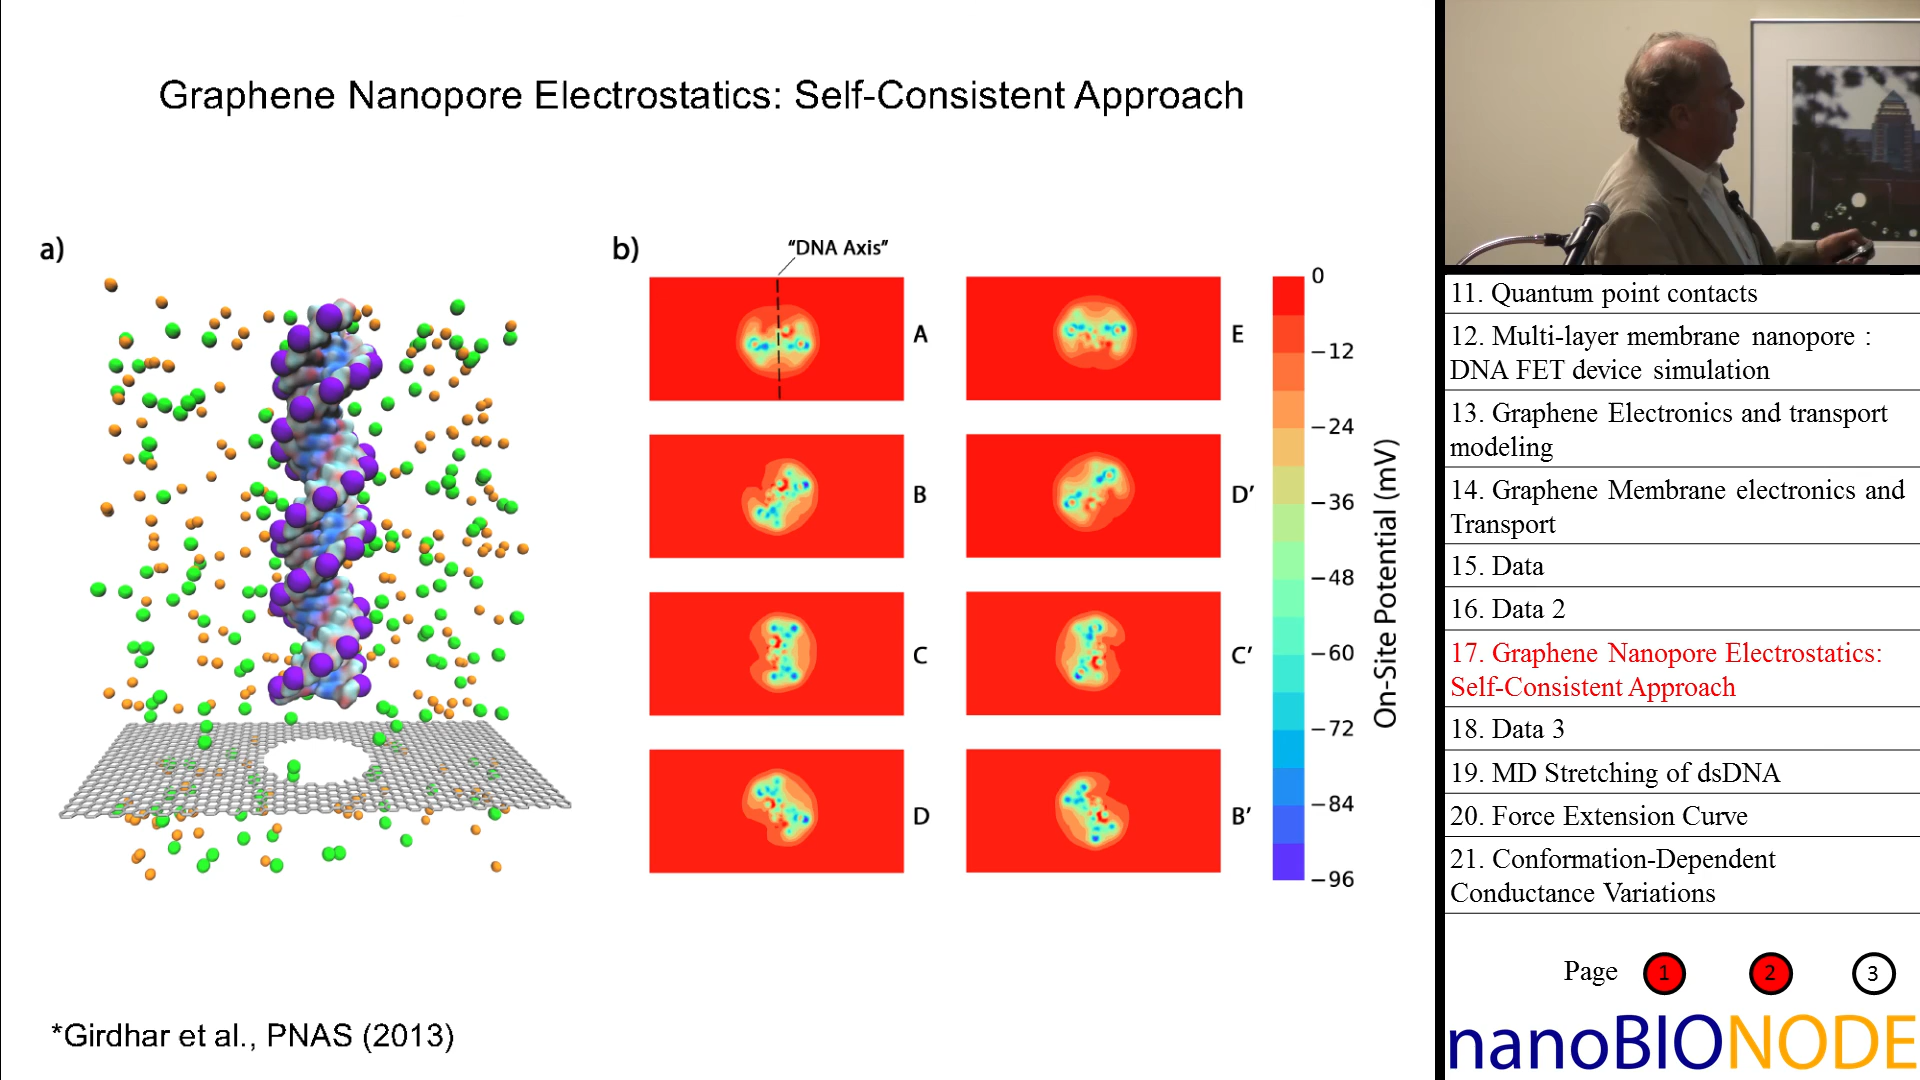 Graphene Nanopore Electrostatics: Self-Consistent Approach
a)
b)
“DNA Axis”
A
E
B
D′
C
C′
D
B′
0
−12
−24
−36
−48
−60
−72
−84
−96
On-Site Potential (mV)
*Girdhar et al., PNAS (2013)
11. Quantum point contacts
12. Multi-layer membrane nanopore :
DNA FET device simulation
13. Graphene Electronics and transport
modeling
14. Graphene Membrane electronics and
Transport
15. Data
16. Data 2
17. Graphene Nanopore Electrostatics:
Self-Consistent Approach
18. Data 3
19. MD Stretching of dsDNA
20. Force Extension Curve
21. Conformation-Dependent
Conductance Variations
Page 1 2 3
nanoBIONODE